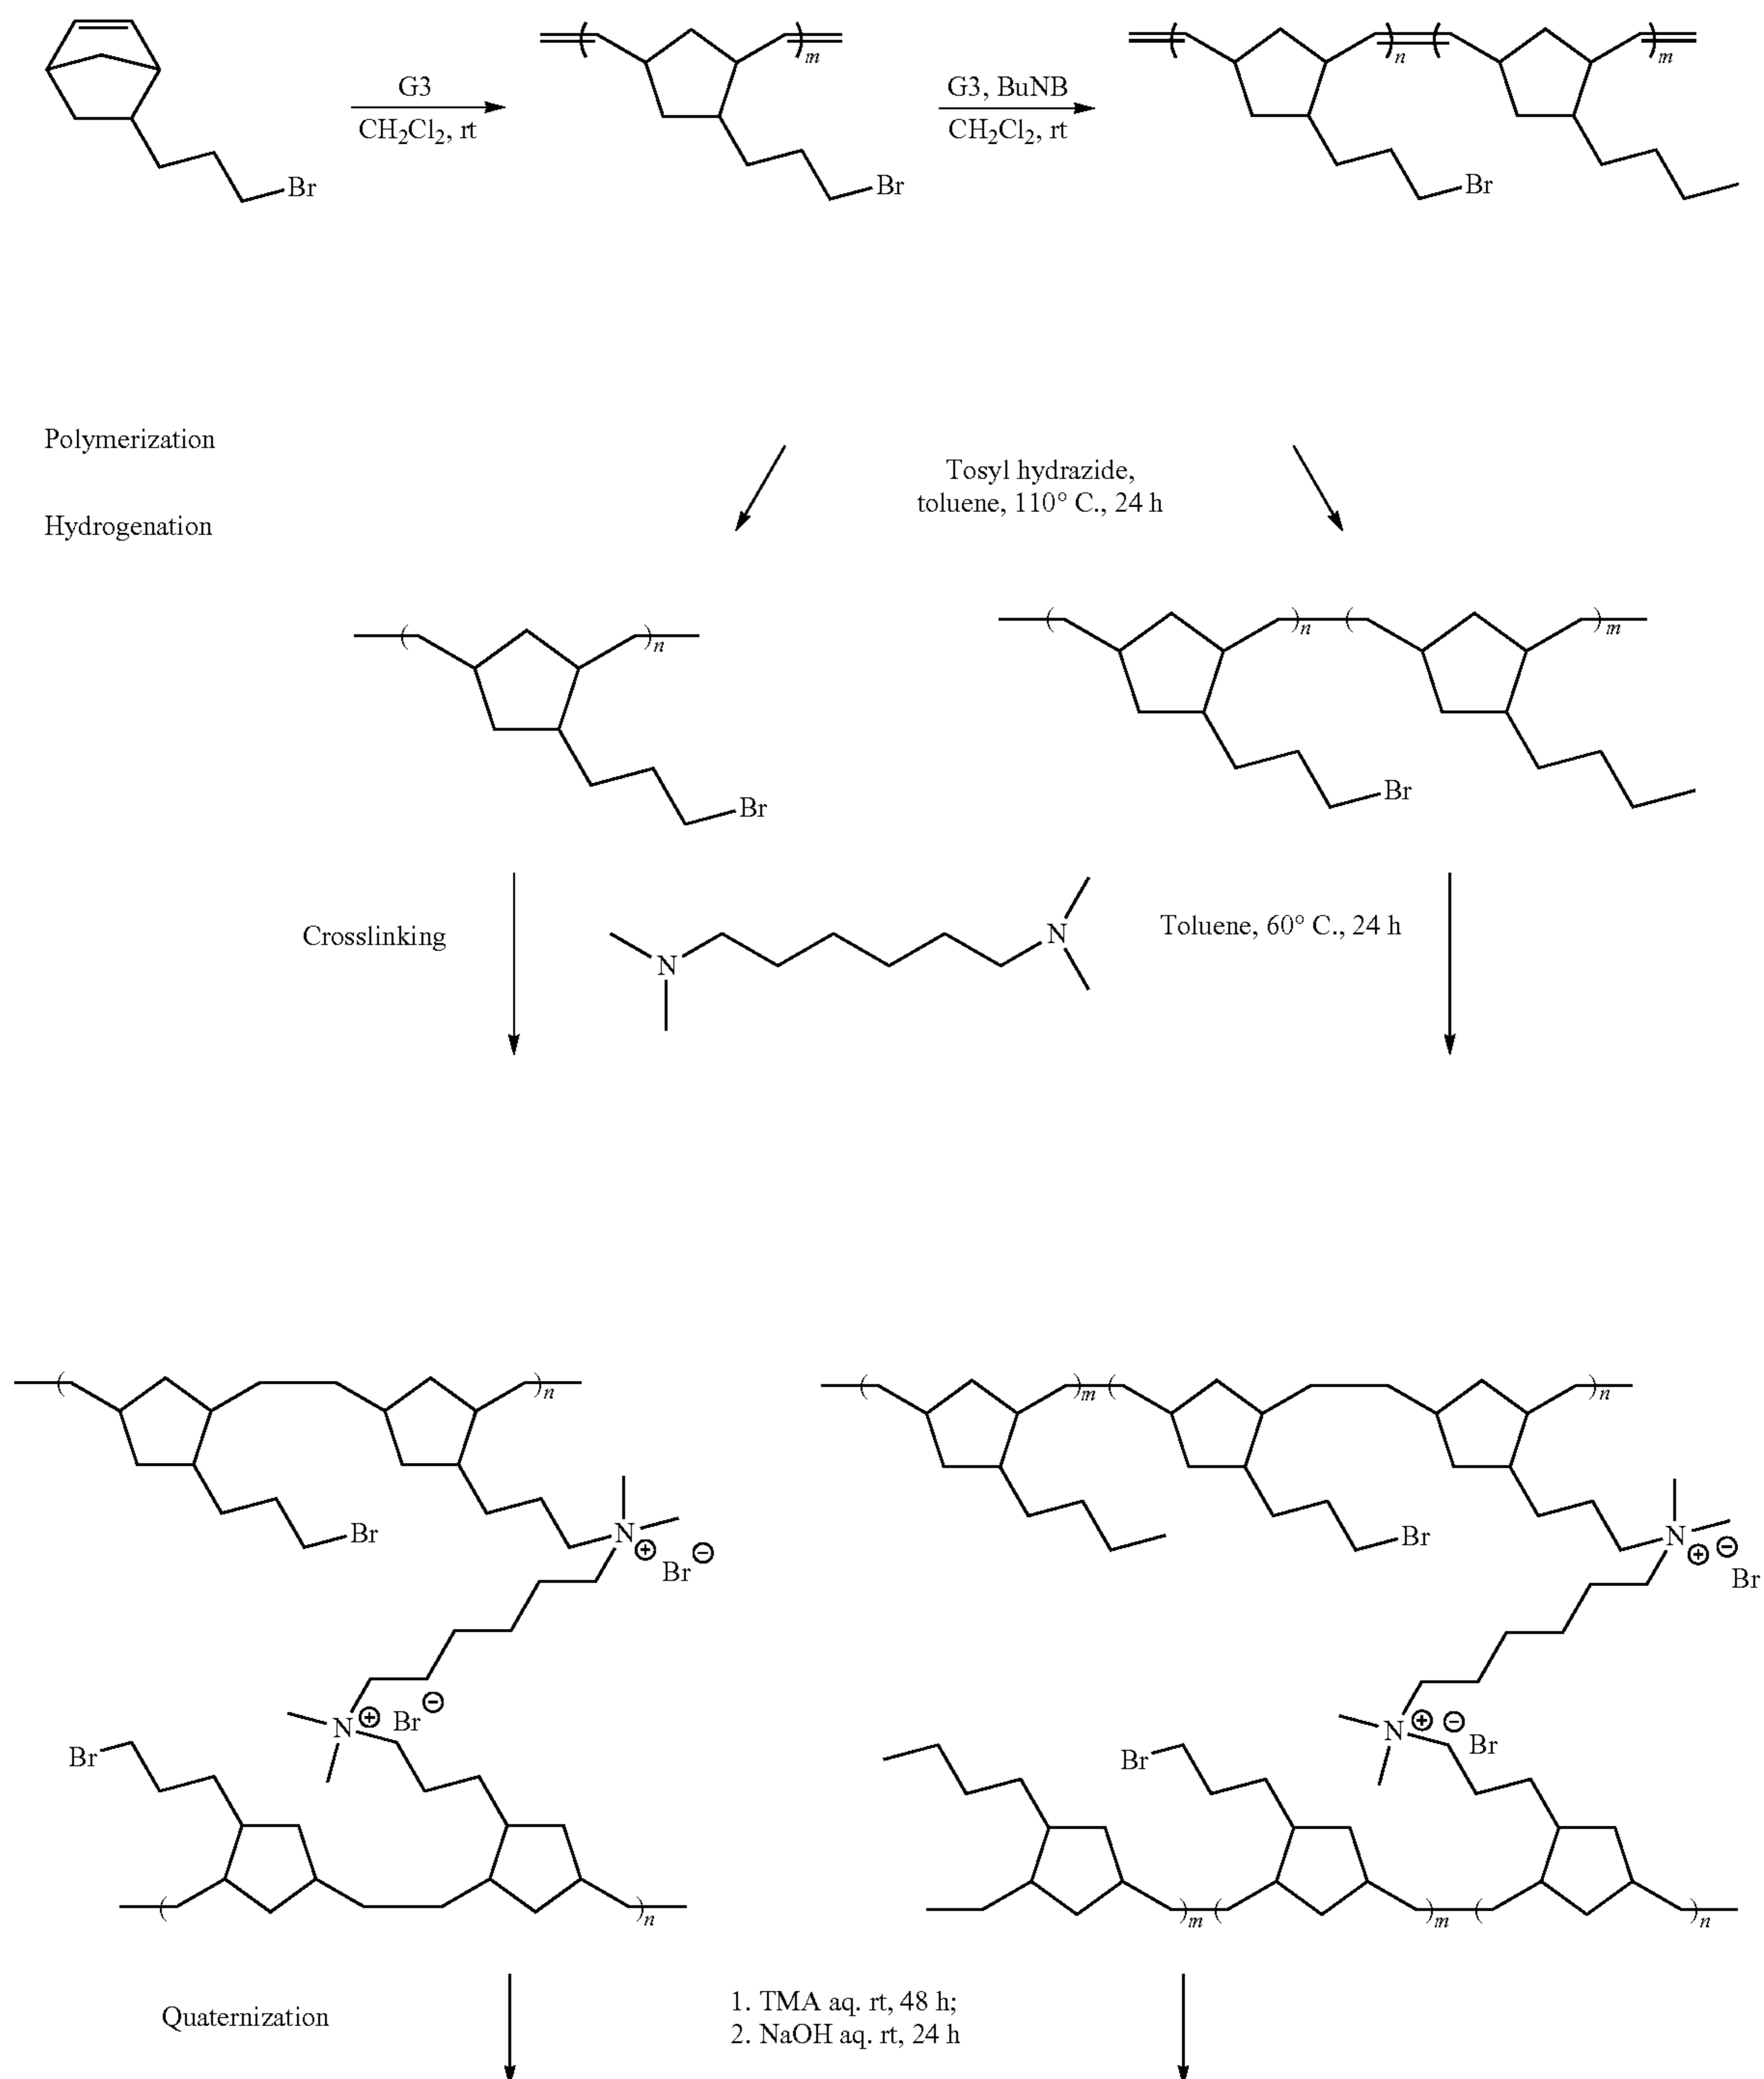 G3
CH₂Cl₂, rt
G3, BuNB
CH₂Cl₂, rt
m
n
m
Br
Br
Br
Polymerization
Tosyl hydrazide,
toluene, 110° C., 24 h
Hydrogenation
n
n
m
Br
Br
Crosslinking
N
N
Toluene, 60° C., 24 h
n
m
n
Br
N
⊕
Br
⊖
Br
N
⊕
⊖
Br
N
⊕
Br
⊖
N
⊕
⊖
Br
Br
Br
n
m
m
n
Quaternization
1. TMA aq. rt, 48 h;
2. NaOH aq. rt, 24 h